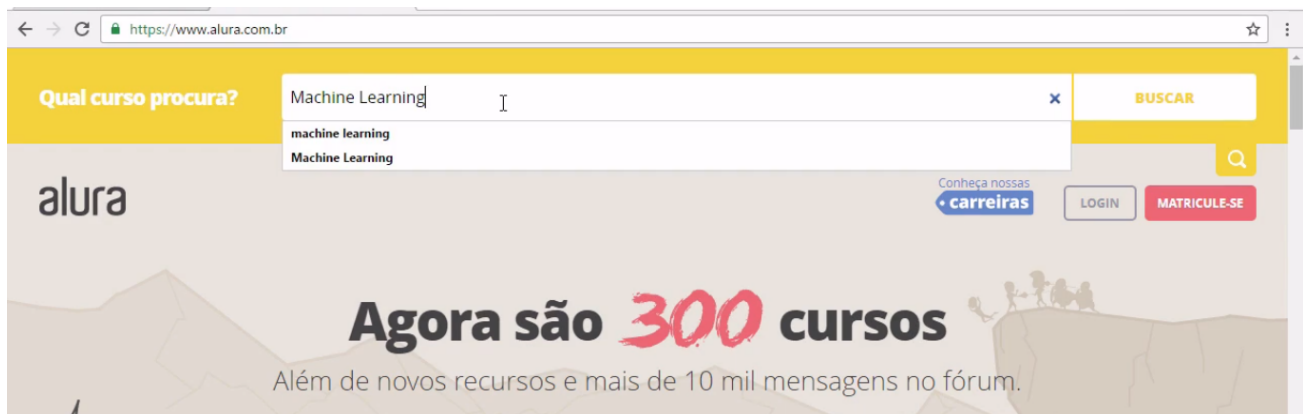 https://www.alura.com.br
Qual curso procura?
Machine Learning
BUSCAR
machine learning
Machine Learning
alura
Conheça nossas
carreiras
LOGIN
MATRICULE-SE
Agora são 300 cursos
Além de novos recursos e mais de 10 mil mensagens no fórum.